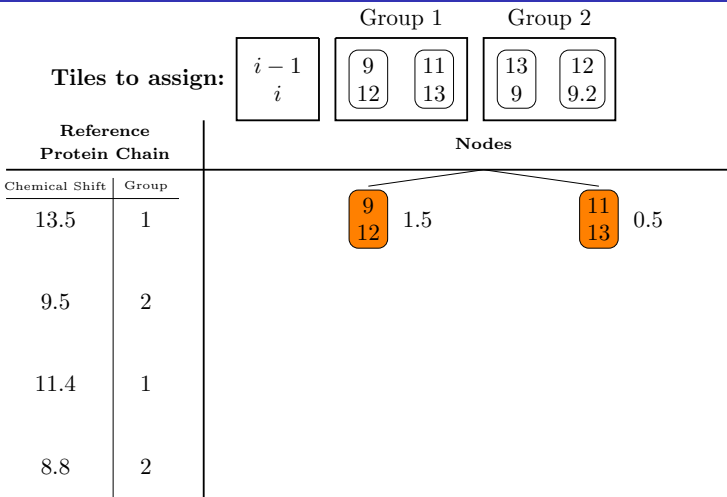 Group 1 Group 2
Tiles to assign:
i − 1
i
9 11 13 12
12 13 9 9.2
Reference
Protein Chain
Nodes
Chemical Shift Group
13.5 1
9
12
1.5
11
13
0.5
9.5 2
11.4 1
8.8 2